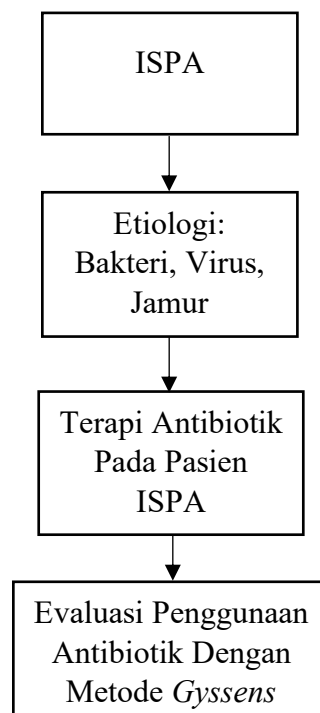 ISPA
Etiologi:
Bakteri, Virus,
Jamur
Terapi Antibiotik
Pada Pasien
ISPA
Evaluasi Penggunaan
Antibiotik Dengan
Metode Gyssens